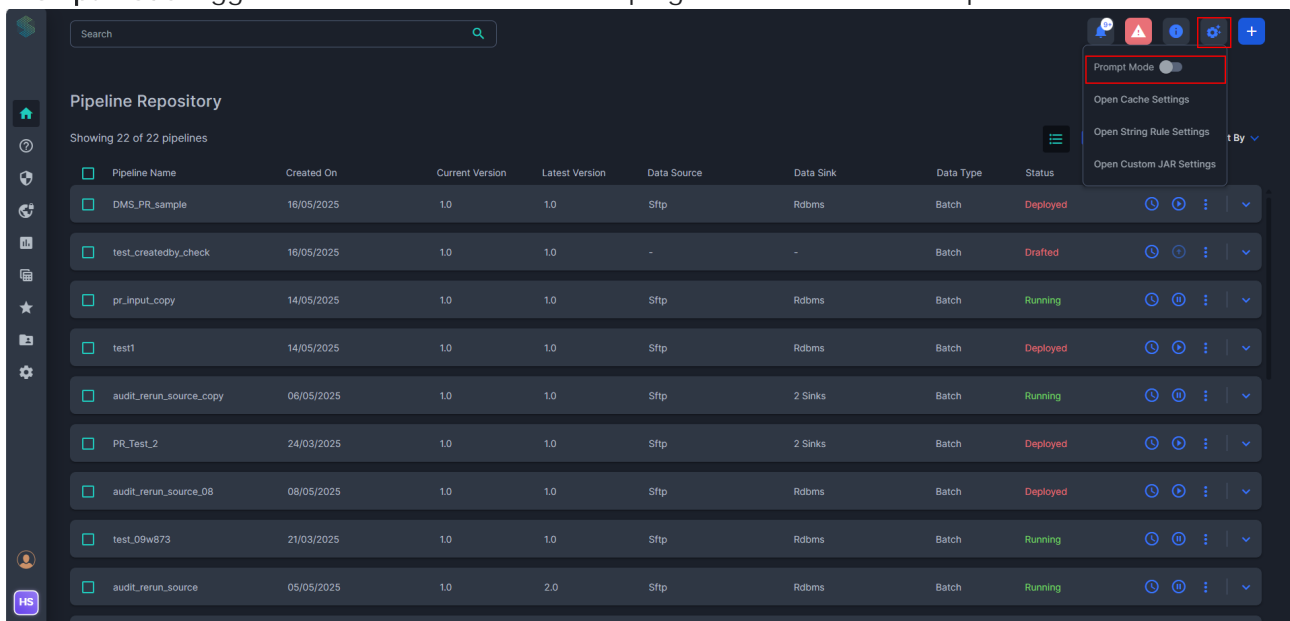 Search
9+
Prompt Mode
Pipeline Repository
Open Cache Settings
Showing 22 of 22 pipelines
Open String Rule Settings
t By
Open Custom JAR Settings
Pipeline Name Created On Current Version Latest Version Data Source Data Sink Data Type Status
DMS_PR_sample 16/05/2025 1.0 1.0 Sftp Rdbms Batch Deployed
test_createdby_check 16/05/2025 1.0 1.0 - - Batch Drafted
pr_input_copy 14/05/2025 1.0 1.0 Sftp Rdbms Batch Running
test1 14/05/2025 1.0 1.0 Sftp Rdbms Batch Deployed
audit_rerun_source_copy 06/05/2025 1.0 1.0 Sftp 2 Sinks Batch Running
PR_Test_2 24/03/2025 1.0 1.0 Sftp 2 Sinks Batch Deployed
audit_rerun_source_08 08/05/2025 1.0 1.0 Sftp Rdbms Batch Deployed
test_09w873 21/03/2025 1.0 1.0 Sftp Rdbms Batch Running
audit_rerun_source 05/05/2025 1.0 2.0 Sftp Rdbms Batch Running
HS